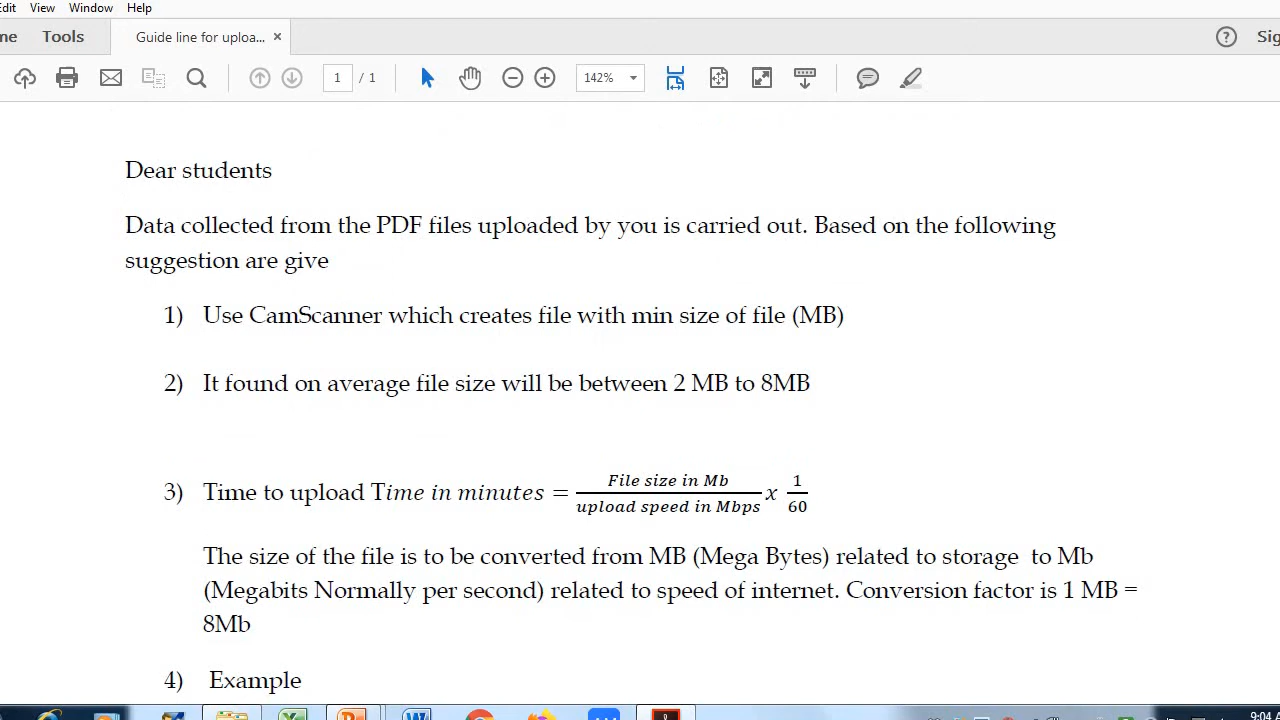 Edit View Window Help
me Tools Guide line for uploa... ×
1 / 1 142%
Sig
Dear students
Data collected from the PDF files uploaded by you is carried out. Based on the following
suggestion are give
1) Use CamScanner which creates file with min size of file (MB)
2) It found on average file size will be between 2 MB to 8MB
3) Time to upload Time in minutes = File size in Mb / upload speed in Mbps x 1/60
The size of the file is to be converted from MB (Mega Bytes) related to storage to Mb
(Megabits Normally per second) related to speed of internet. Conversion factor is 1 MB =
8Mb
4) Example
9:04 A